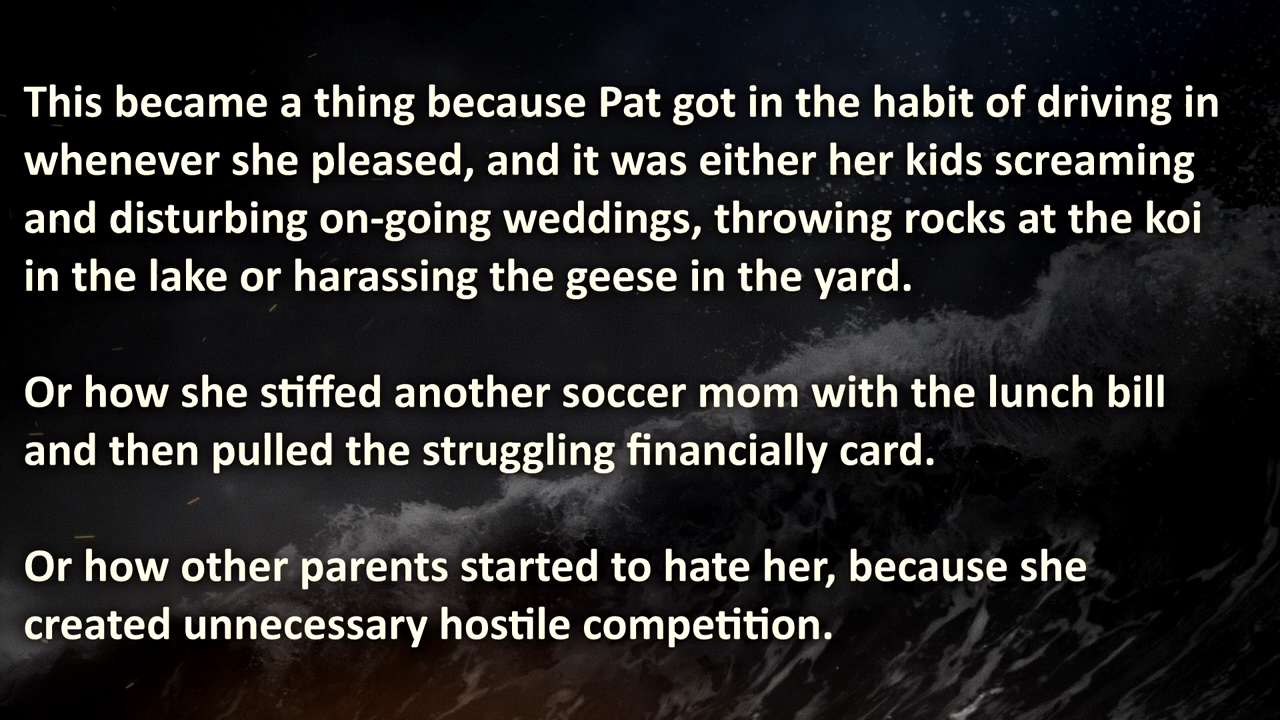 This became a thing because Pat got in the habit of driving in
whenever she pleased, and it was either her kids screaming
and disturbing on-going weddings, throwing rocks at the koi
in the lake or harassing the geese in the yard.
Or how she stiffed another soccer mom with the lunch bill
and then pulled the struggling financially card.
Or how other parents started to hate her, because she
created unnecessary hostile competition.